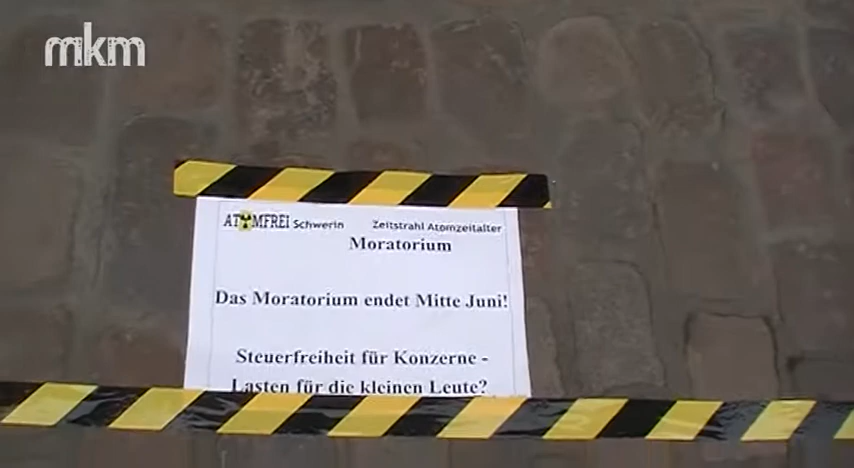 mkm
ATOMFREI Schwerin Zeitstrahl Atomzeitalter
Moratorium
Das Moratorium endet Mitte Juni!
Steuerfreiheit für Konzerne -
Lasten für die kleinen Leute?